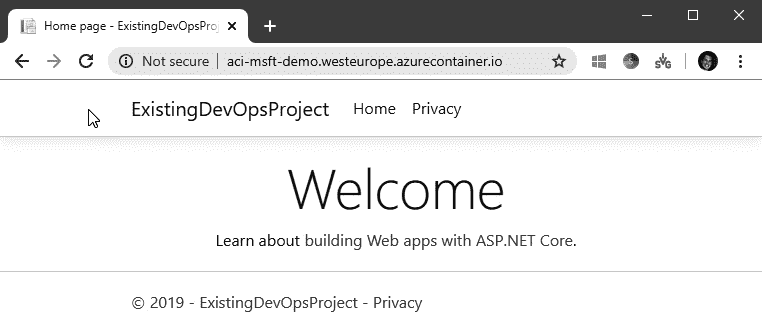 Home page - ExistingDevOpsProj
Not secure | aci-msft-demo.westeurope.azurecontainer.io
ExistingDevOpsProject Home Privacy
Welcome
Learn about building Web apps with ASP.NET Core.
© 2019 - ExistingDevOpsProject - Privacy